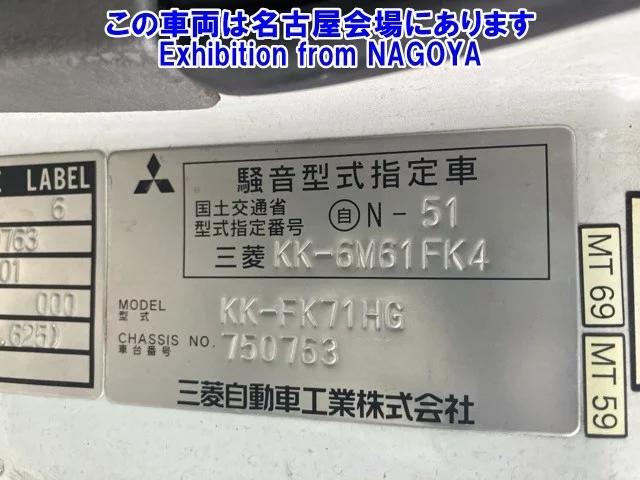 この車両は名古屋会場にあります
Exhibition from NAGOYA
LABEL
6
0763
01
000
.625)
騒音型式指定車
国土交通省
型式指定番号 自 N-51
三菱 KK-6M61FK4
MODEL
型式 KK-FK71HG
CHASSIS NO.
車台番号 750763
三菱自動車工業株式会社
MT 69
MT 59